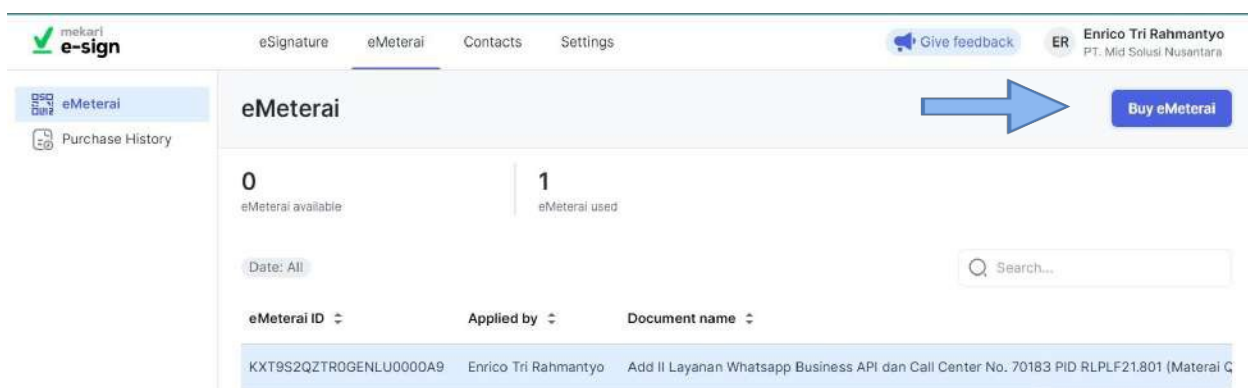 mekari
e-sign
eSignature eMeterai Contacts Settings
Give feedback
ER
Enrico Tri Rahmantyo
PT. Mid Solusi Nusantara
eMeterai
Purchase History
eMeterai
Buy eMeterai
0
eMeterai available
1
eMeterai used
Date: All
Search...
eMeterai ID Applied by Document name
KXT9S2QZTR0GENLU0000A9 Enrico Tri Rahmantyo Add II Layanan Whatsapp Business API dan Call Center No. 70183 PID RLPLF21.801 (Materai